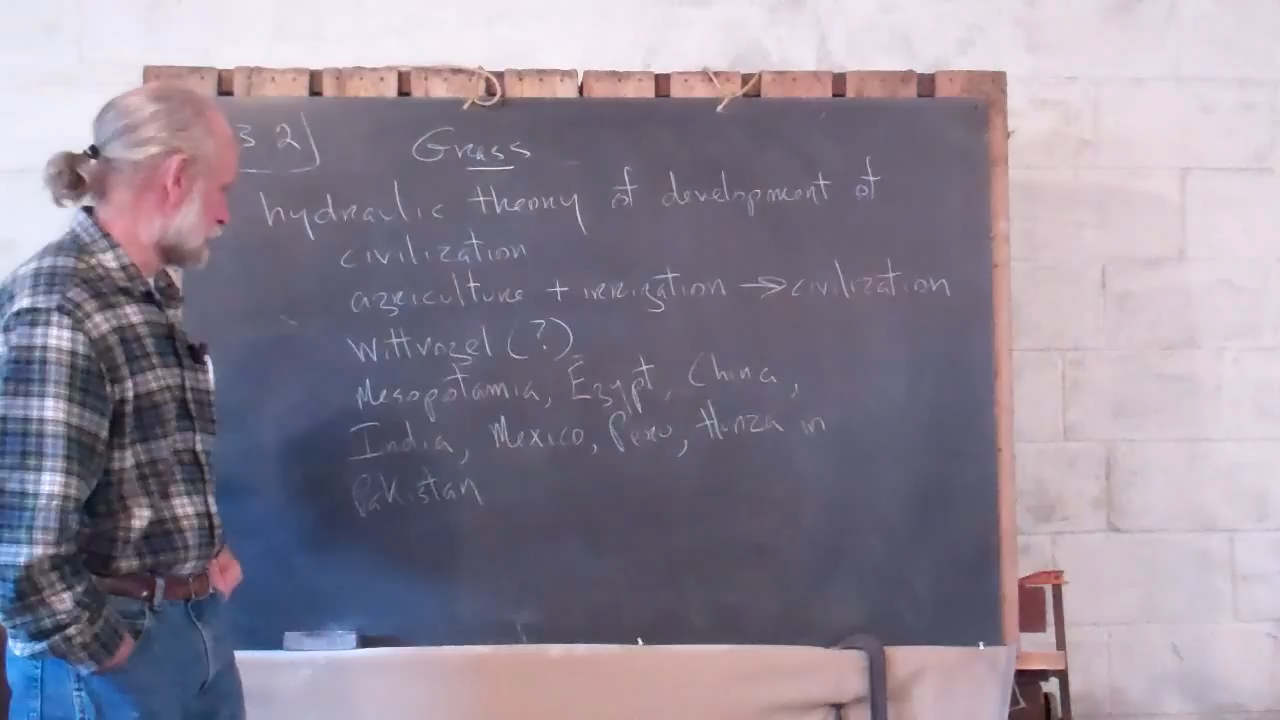 3 2]
Grass
hydraulic theory of development of
civilization
agriculture + irrigation → civilization
Wittvogel (?)
Mesopotamia, Egypt, China,
India, Mexico, Peru, Hunza in
Pakistan